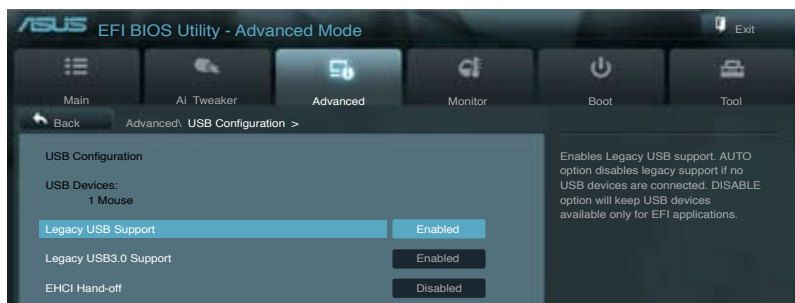 ASUS EFI BIOS Utility - Advanced Mode
Exit
Main
Ai Tweaker
Advanced
Monitor
Boot
Tool
Back
Advanced\ USB Configuration >
USB Configuration
USB Devices:
1 Mouse
Legacy USB Support
Enabled
Legacy USB3.0 Support
Enabled
EHCI Hand-off
Disabled
Enables Legacy USB support. AUTO
option disables legacy support if no
USB devices are connected. DISABLE
option will keep USB devices
available only for EFI applications.